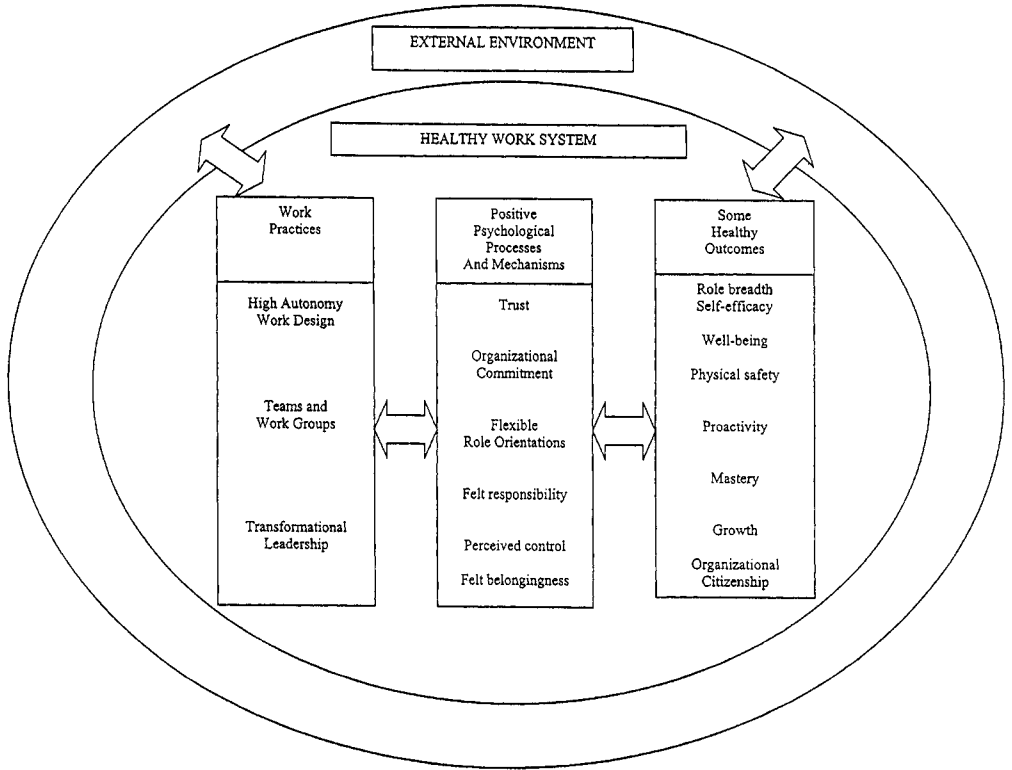 EXTERNAL ENVIRONMENT
HEALTHY WORK SYSTEM
Work
Practices
High Autonomy
Work Design
Teams and
Work Groups
Transformational
Leadership
Positive
Psychological
Processes
And Mechanisms
Trust
Organizational
Commitment
Flexible
Role Orientations
Felt responsibility
Perceived control
Felt belongingness
Some
Healthy
Outcomes
Role breadth
Self-efficacy
Well-being
Physical safety
Proactivity
Mastery
Growth
Organizational
Citizenship